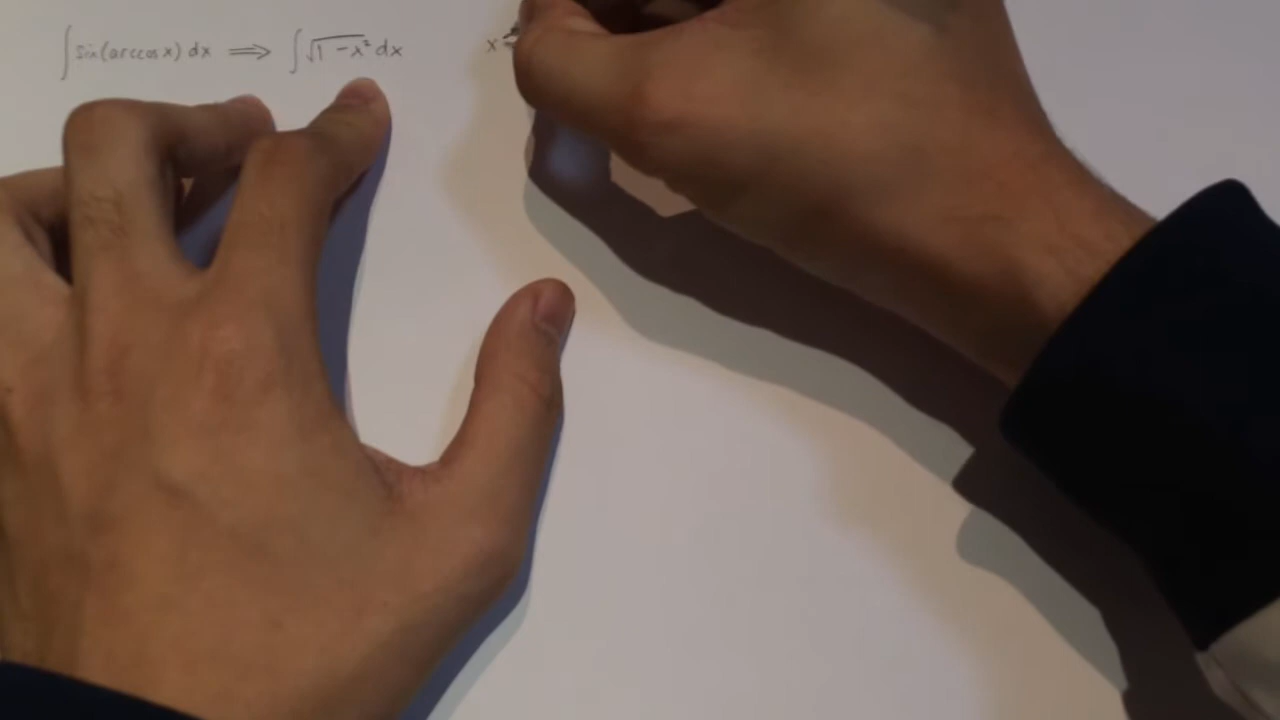 ∫ Sin(arccos x) dx ⟹ ∫ √(1 - x²) dx x =